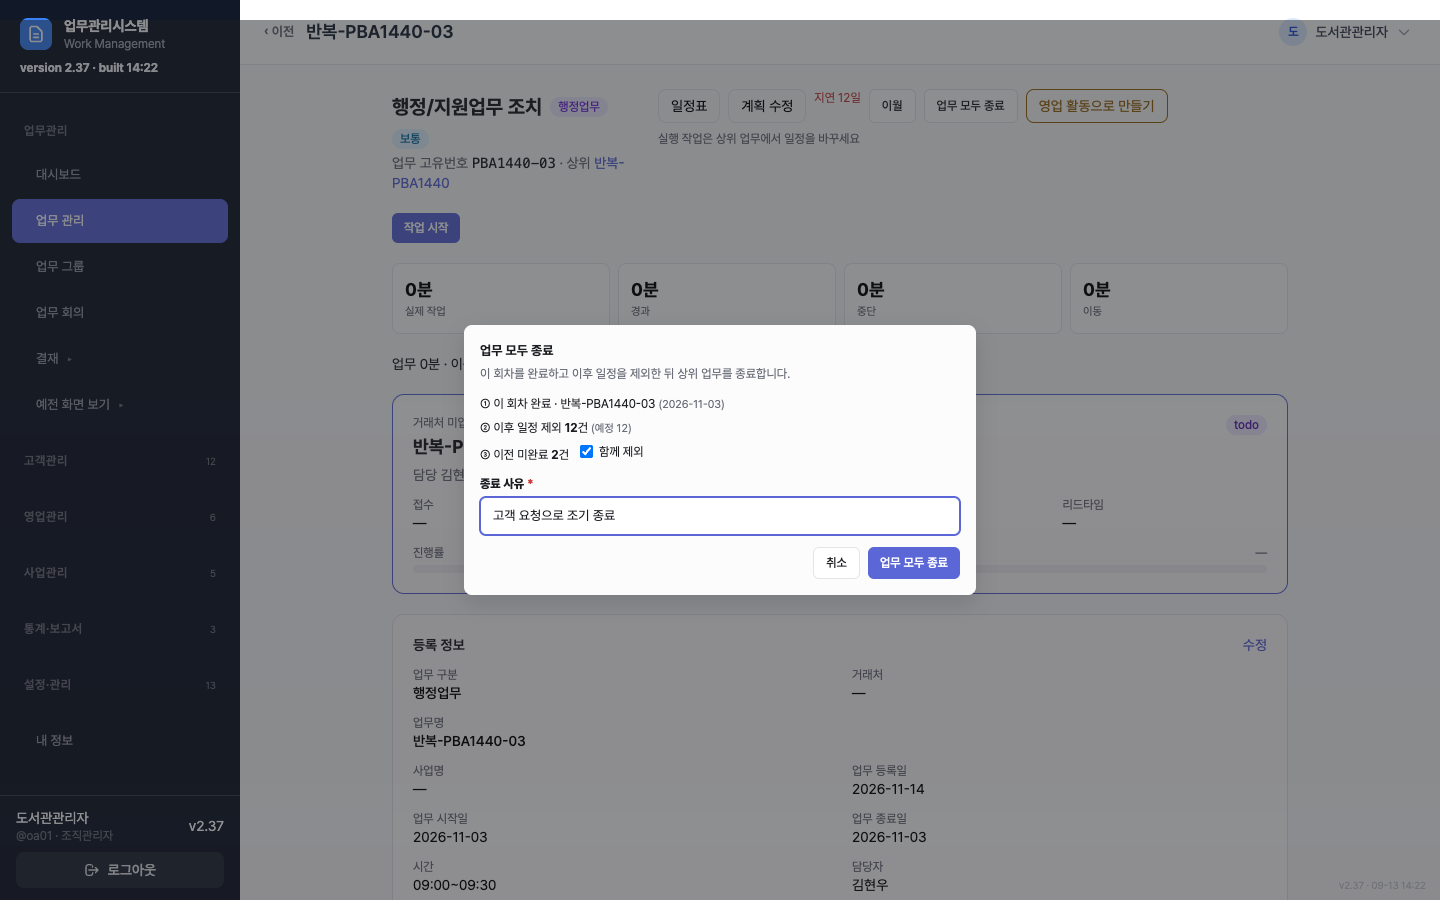 업무관리시스템
Work Management
version 2.37 · built 14:22
업무관리
대시보드
업무 관리
업무 그룹
업무 회의
결재 ▸
예전 화면 보기 ▸
고객관리 12
영업관리 6
사업관리 5
통계·보고서 3
설정·관리 13
내 정보
도서관관리자
@oa01 · 조직관리자
v2.37
로그아웃
‹ 이전 반복-PBA1440-03
도 도서관관리자
행정/지원업무 조치 행정업무
보통
업무 고유번호 PBA1440-03 · 상위 반복-
PBA1440
일정표 계획 수정 지연 12일 이월 업무 모두 종료 영업 활동으로 만들기
실행 작업은 상위 업무에서 일정을 바꾸세요
작업 시작
0분
실제 작업
0분
경과
0분
중단
0분
이동
업무 0분 · 이
거래처 미
반복-P
담당 김현
todo
접수
—
리드타임
—
진행률 —
업무 모두 종료
이 회차를 완료하고 이후 일정을 제외한 뒤 상위 업무를 종료합니다.
① 이 회차 완료 · 반복-PBA1440-03 (2026-11-03)
② 이후 일정 제외 12건 (예정 12)
③ 이전 미완료 2건 함께 제외
종료 사유 *
고객 요청으로 조기 종료
취소 업무 모두 종료
등록 정보 수정
업무 구분
행정업무
거래처
—
업무명
반복-PBA1440-03
사업명
—
업무 등록일
2026-11-14
업무 시작일
2026-11-03
업무 종료일
2026-11-03
시간
09:00~09:30
담당자
김현우
v2.37 · 09-13 14:22